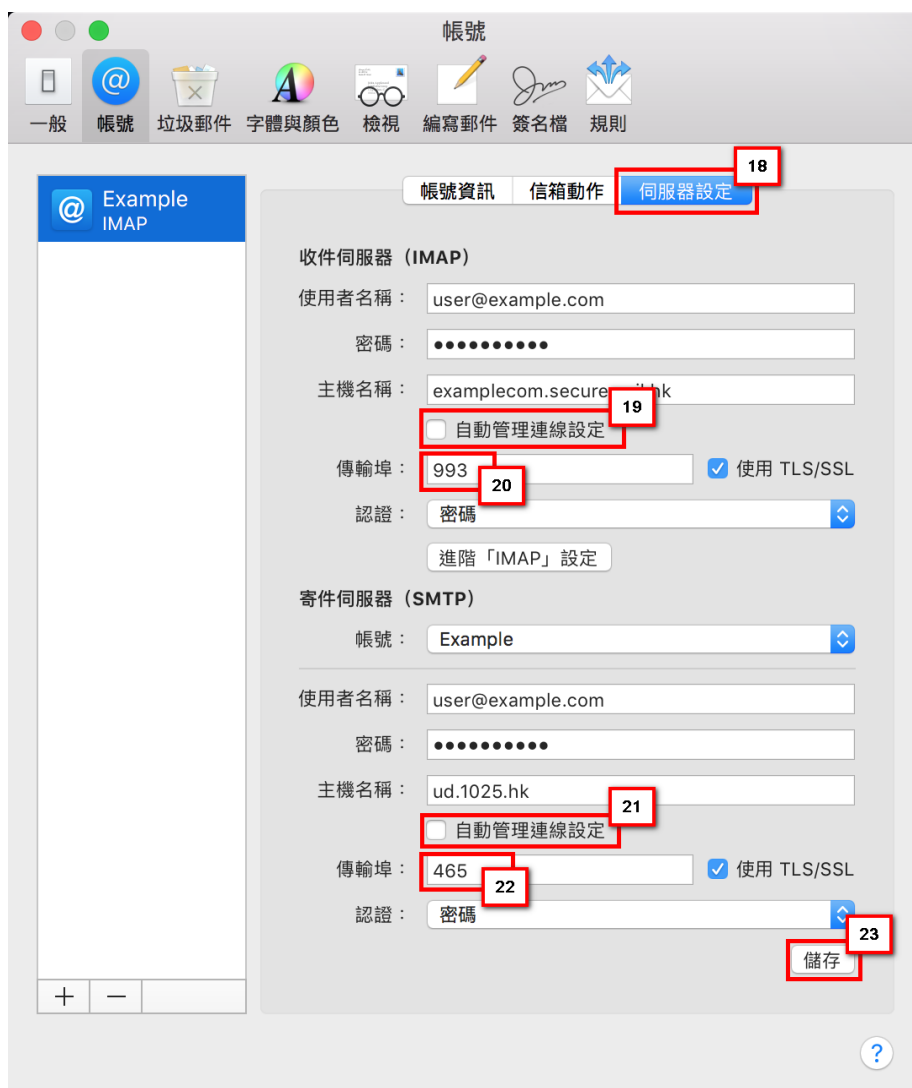 帳號
一般 帳號 垃圾郵件 字體與顏色 檢視 編寫郵件 簽名檔 規則
18
帳號資訊 信箱動作 伺服器設定
Example
IMAP
收件伺服器（IMAP）
使用者名稱： user@example.com
密碼： ••••••••••
主機名稱： examplecom.secure
19
自動管理連線設定
傳輸埠： 993 使用 TLS/SSL
20
認證： 密碼
進階「IMAP」設定
寄件伺服器（SMTP）
帳號： Example
使用者名稱： user@example.com
密碼： ••••••••••
主機名稱： ud.1025.hk
21
自動管理連線設定
傳輸埠： 465 使用 TLS/SSL
22
認證： 密碼
23
儲存
?